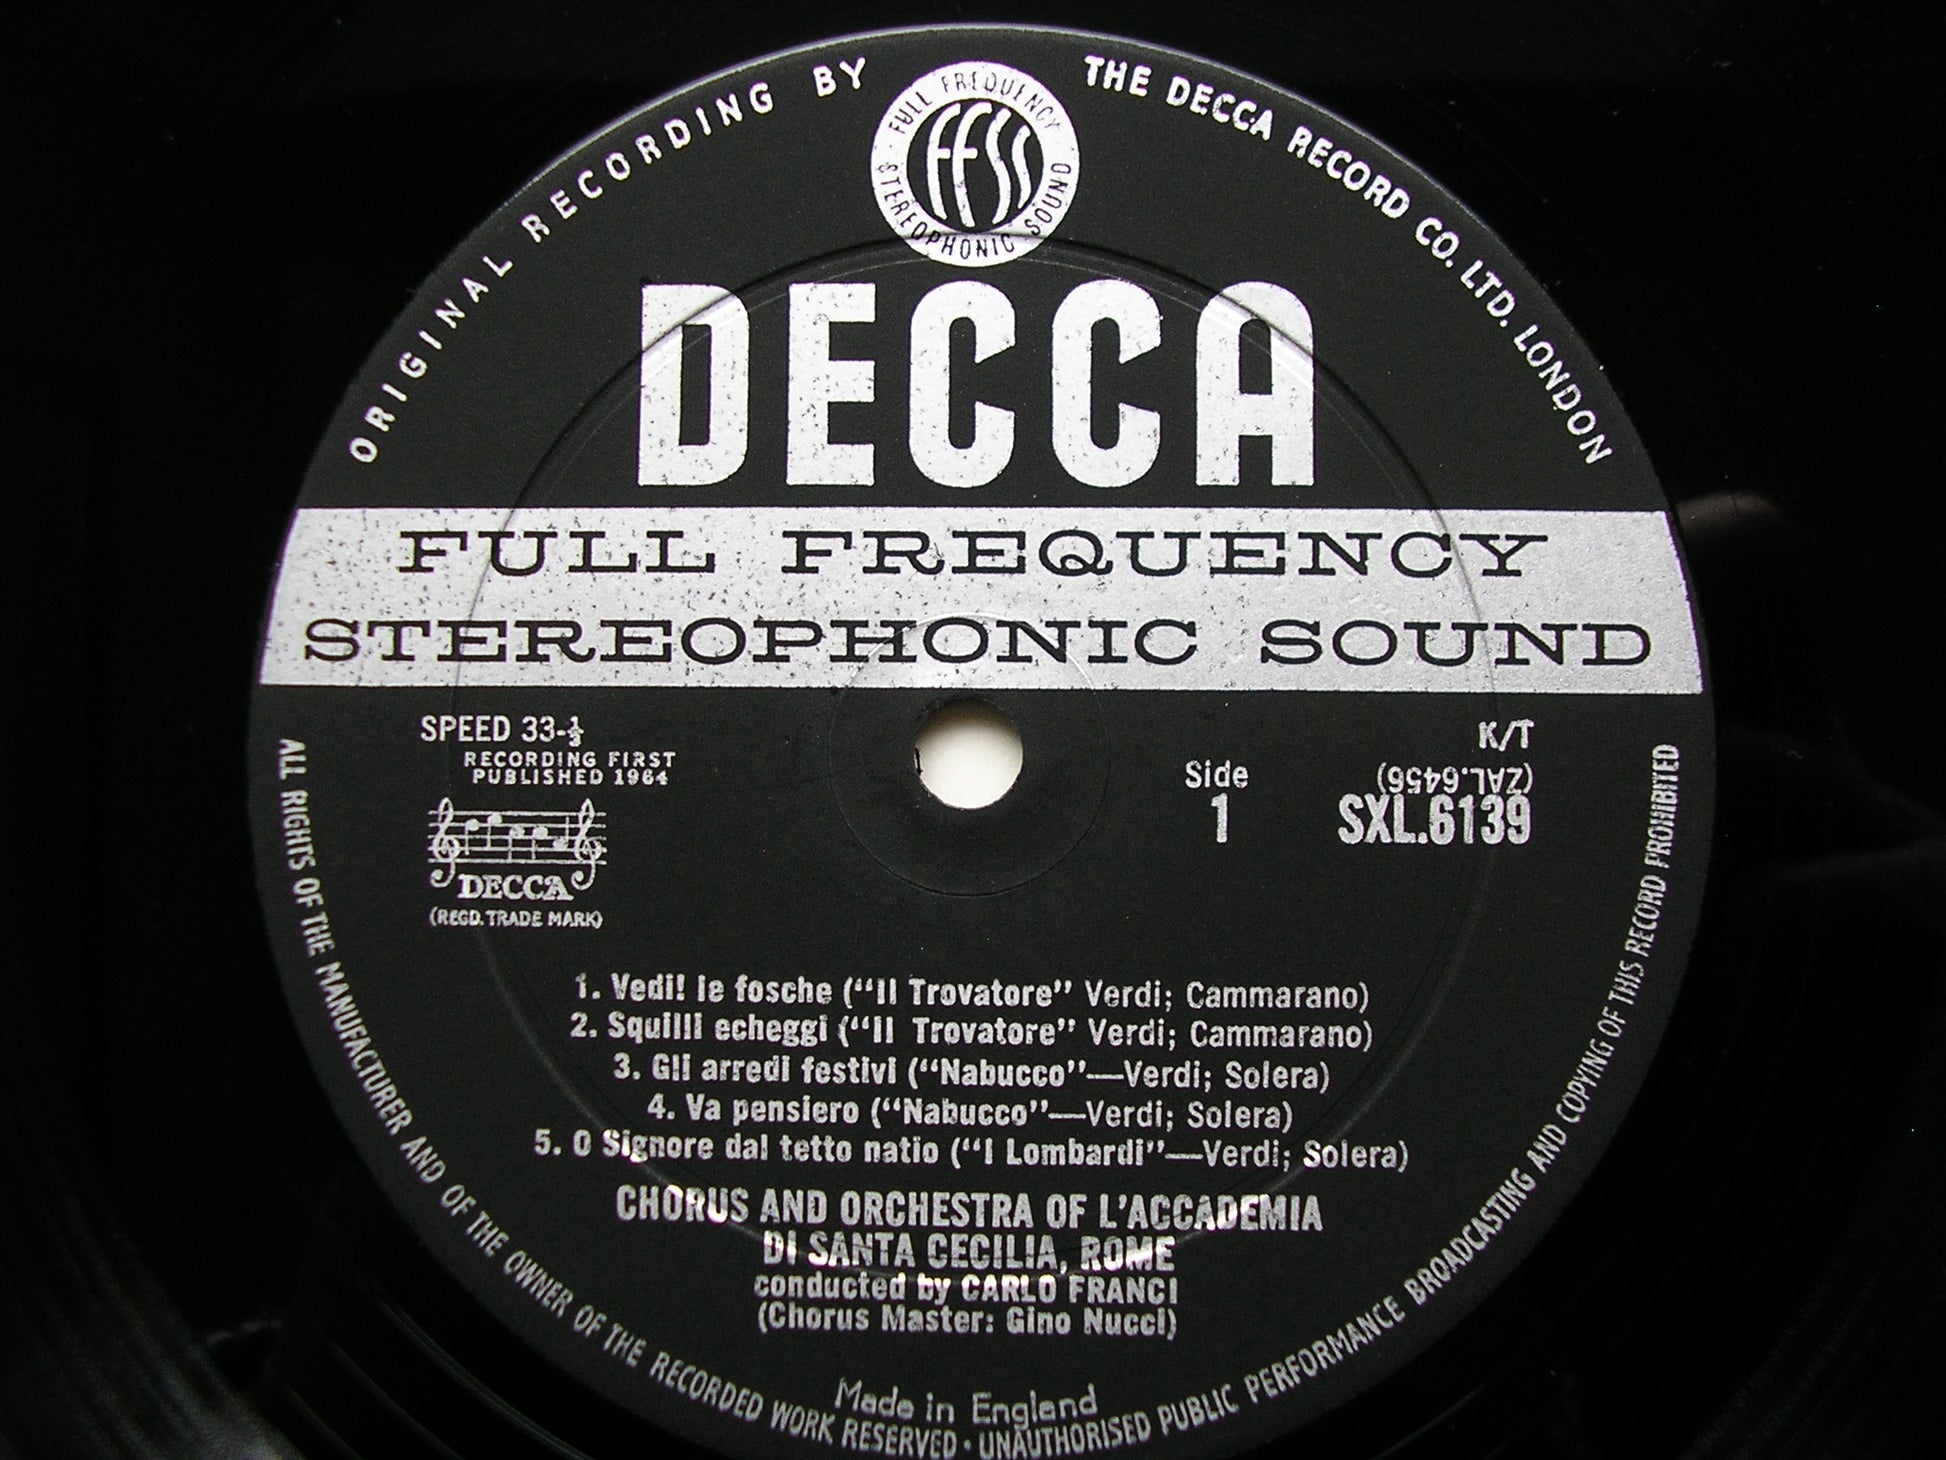 ORIGINAL RECORDING BY THE DECCA RECORD CO. LTD. LONDON
FULL FREQUENCY STEREOPHONIC SOUND
FFSS
DECCA
FULL FREQUENCY
STEREOPHONIC SOUND
SPEED 33-⅓
RECORDING FIRST
PUBLISHED 1964
DECCA
(REGD. TRADE MARK)
Side
1
K/T
(ZAL.6456)
SXL.6139
1. Vedi! le fosche (“Il Trovatore” Verdi; Cammarano)
2. Squilli echeggi (“Il Trovatore” Verdi; Cammarano)
3. Gli arredi festivi (“Nabucco”—Verdi; Solera)
4. Va pensiero (“Nabucco”—Verdi; Solera)
5. O Signore dal tetto natio (“I Lombardi”—Verdi; Solera)
CHORUS AND ORCHESTRA OF L'ACCADEMIA
DI SANTA CECILIA, ROME
conducted by CARLO FRANCI
(Chorus Master: Gino Nucci)
Made in England
ALL RIGHTS OF THE MANUFACTURER AND OF THE OWNER OF THE RECORDED WORK RESERVED • UNAUTHORISED PUBLIC PERFORMANCE BROADCASTING AND COPYING OF THIS RECORD PROHIBITED